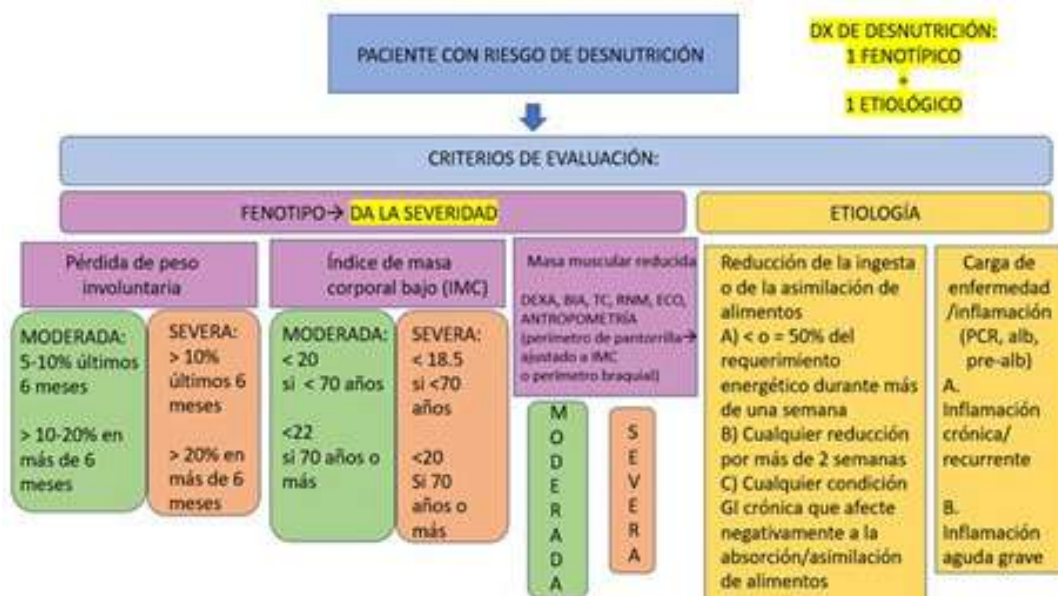 PACIENTE CON RIESGO DE DESNUTRICIÓN
DX DE DESNUTRICIÓN:
1 FENOTÍPICO
+
1 ETIOLÓGICO
CRITERIOS DE EVALUACIÓN:
FENOTIPO→ DA LA SEVERIDAD
ETIOLOGÍA
Pérdida de peso
involuntaria
MODERADA:
5-10% últimos
6 meses
> 10-20% en
más de 6
meses
SEVERA:
> 10%
últimos 6
meses
> 20% en
más de 6
meses
Índice de masa
corporal bajo (IMC)
MODERADA:
< 20
si < 70 años
<22
si 70 años o
más
SEVERA:
< 18.5
si <70
años
<20
Si 70
años o
más
Masa muscular reducida
DEXA, BIA, TC, RNM, ECO,
ANTROPOMETRÍA
(perímetro de pantorrilla→
ajustado a IMC
o perímetro braquial)
MODERADA
SEVERA
Reducción de la ingesta
o de la asimilación de
alimentos
A) < o = 50% del
requerimiento
energético durante más
de una semana
B) Cualquier reducción
por más de 2 semanas
C) Cualquier condición
GI crónica que afecte
negativamente a la
absorción/asimilación
de alimentos
Carga de
enfermedad
/inflamación
(PCR, alb,
pre-alb)
A.
Inflamación
crónica/
recurrente
B.
Inflamación
aguda grave